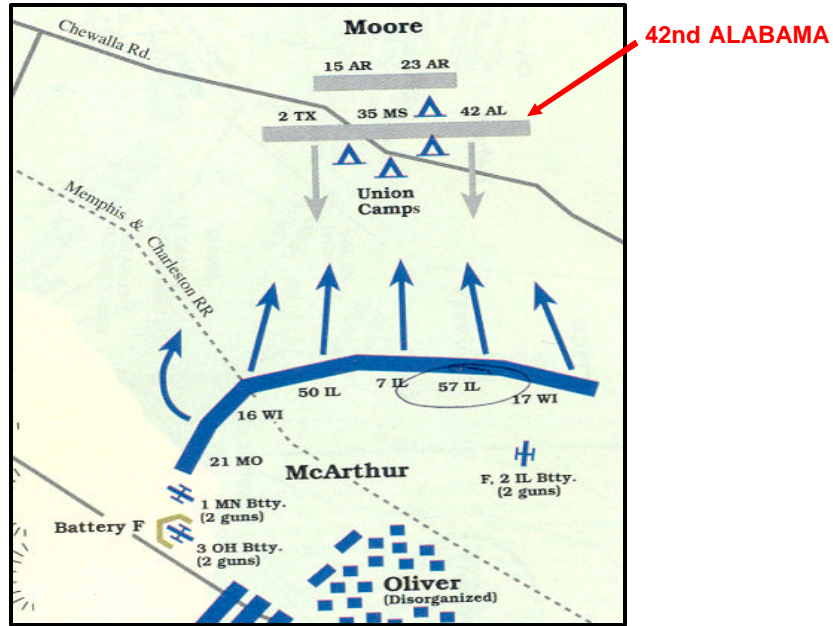 Moore
42nd ALABAMA
Chewalla Rd.
15 AR 23 AR
2 TX 35 MS 42 AL
Union
Camps
Memphis & Charleston RR
50 IL 7 IL 57 IL
16 WI 17 WI
21 MO
McArthur
F, 2 IL Btty.
(2 guns)
1 MN Btty.
(2 guns)
Battery F
3 OH Btty.
(2 guns)
Oliver
(Disorganized)